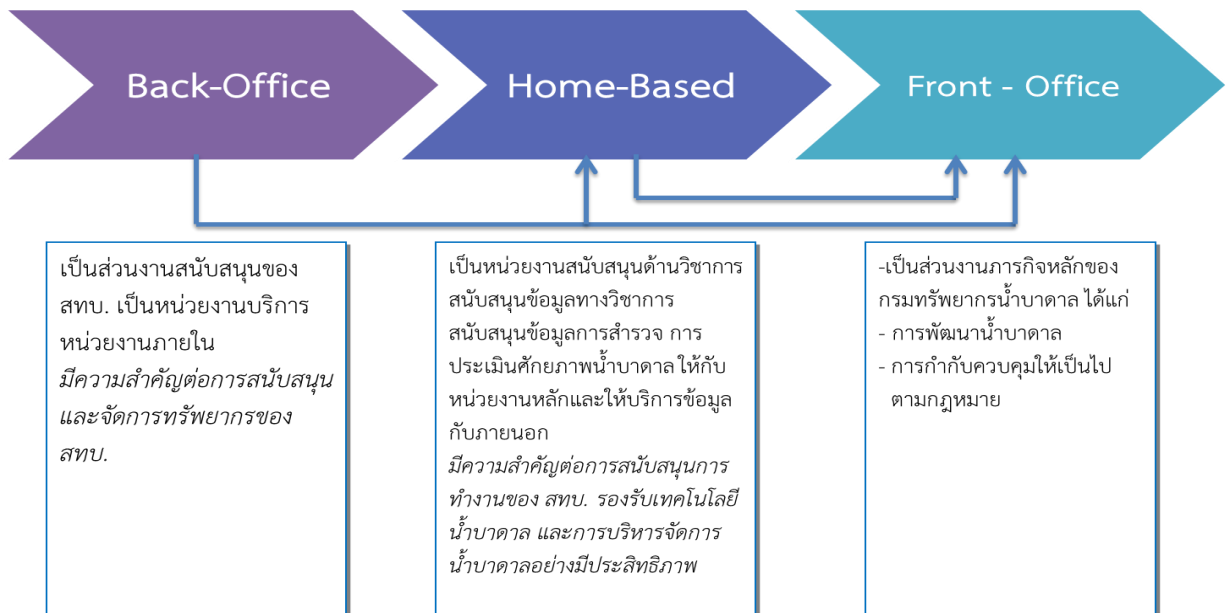 Back-Office
Home-Based
Front - Office
เป็นส่วนงานสนับสนุนของ
สทบ. เป็นหน่วยงานบริการ
หน่วยงานภายใน
มีความสำคัญต่อการสนับสนุน
และจัดการทรัพยากรของ
สทบ.
เป็นหน่วยงานสนับสนุนด้านวิชาการ
สนับสนุนข้อมูลทางวิชาการ
สนับสนุนข้อมูลการสำรวจ การ
ประเมินศักยภาพน้ำบาดาล ให้กับ
หน่วยงานหลักและให้บริการข้อมูล
กับภายนอก
มีความสำคัญต่อการสนับสนุนการ
ทำงานของ สทบ. รองรับเทคโนโลยี
น้ำบาดาล และการบริหารจัดการ
น้ำบาดาลอย่างมีประสิทธิภาพ
-เป็นส่วนงานภารกิจหลักของ
กรมทรัพยากรน้ำบาดาล ได้แก่
- การพัฒนาน้ำบาดาล
- การกำกับควบคุมให้เป็นไป
ตามกฎหมาย